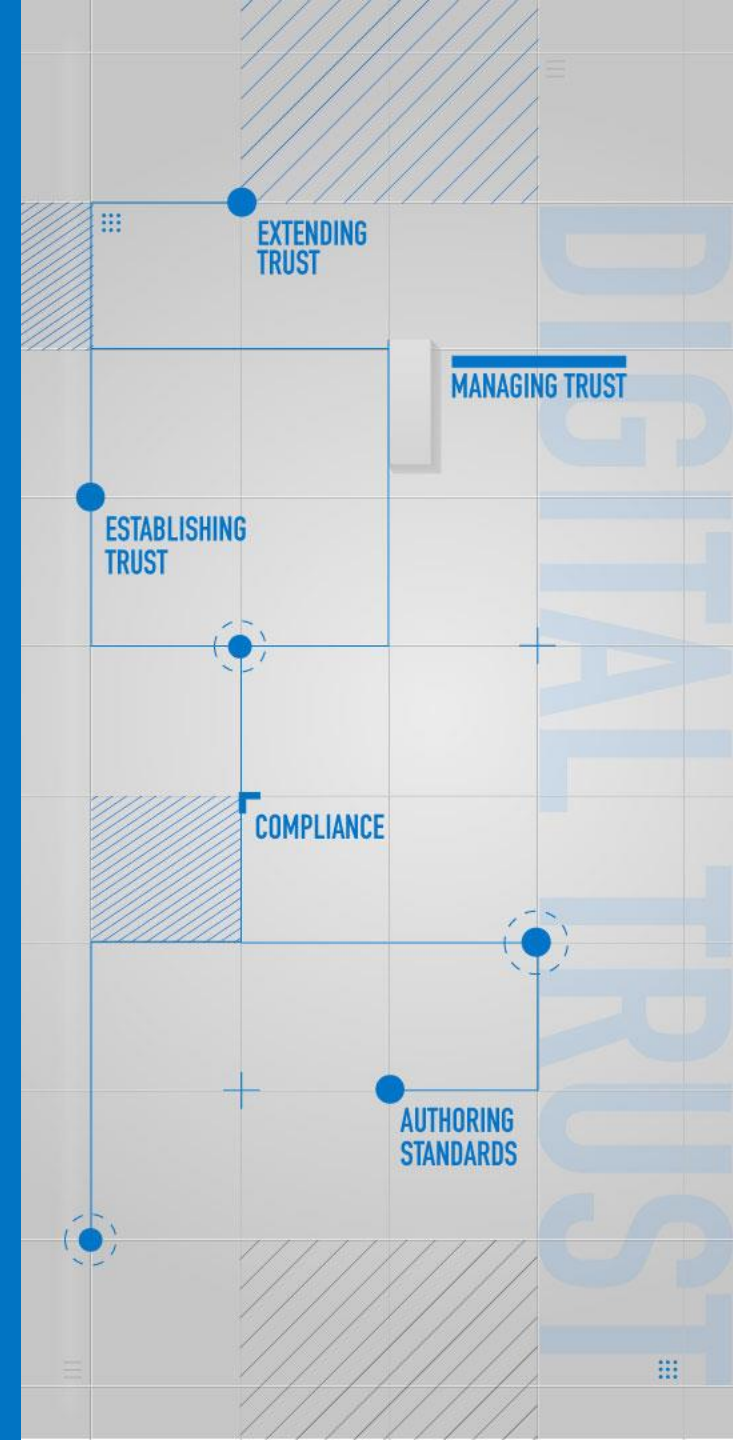 EXTENDING
TRUST
MANAGING TRUST
ESTABLISHING
TRUST
COMPLIANCE
AUTHORING
STANDARDS
DIGITAL TRUST